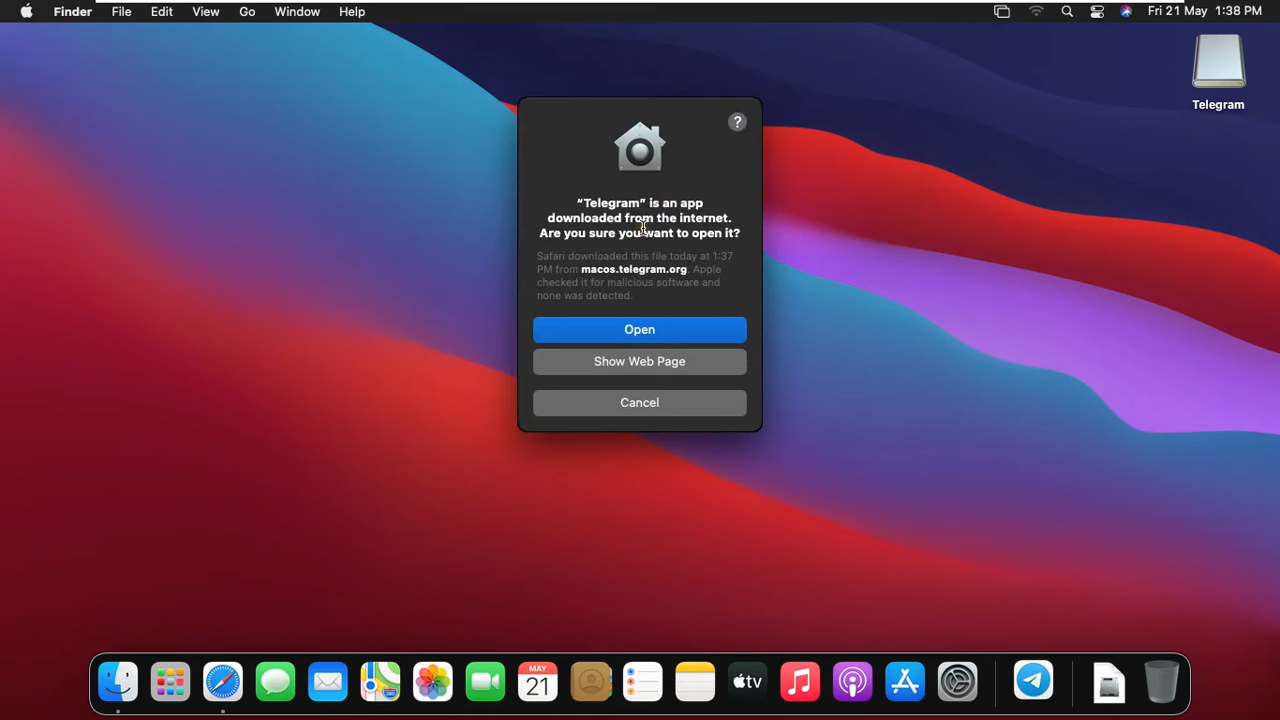 Finder File Edit View Go Window Help Fri 21 May 1:38 PM
Telegram
?
“Telegram” is an app
downloaded from the internet.
Are you sure you want to open it?
Safari downloaded this file today at 1:37
PM from macos.telegram.org. Apple
checked it for malicious software and
none was detected.
Open
Show Web Page
Cancel
MAY
21
tv